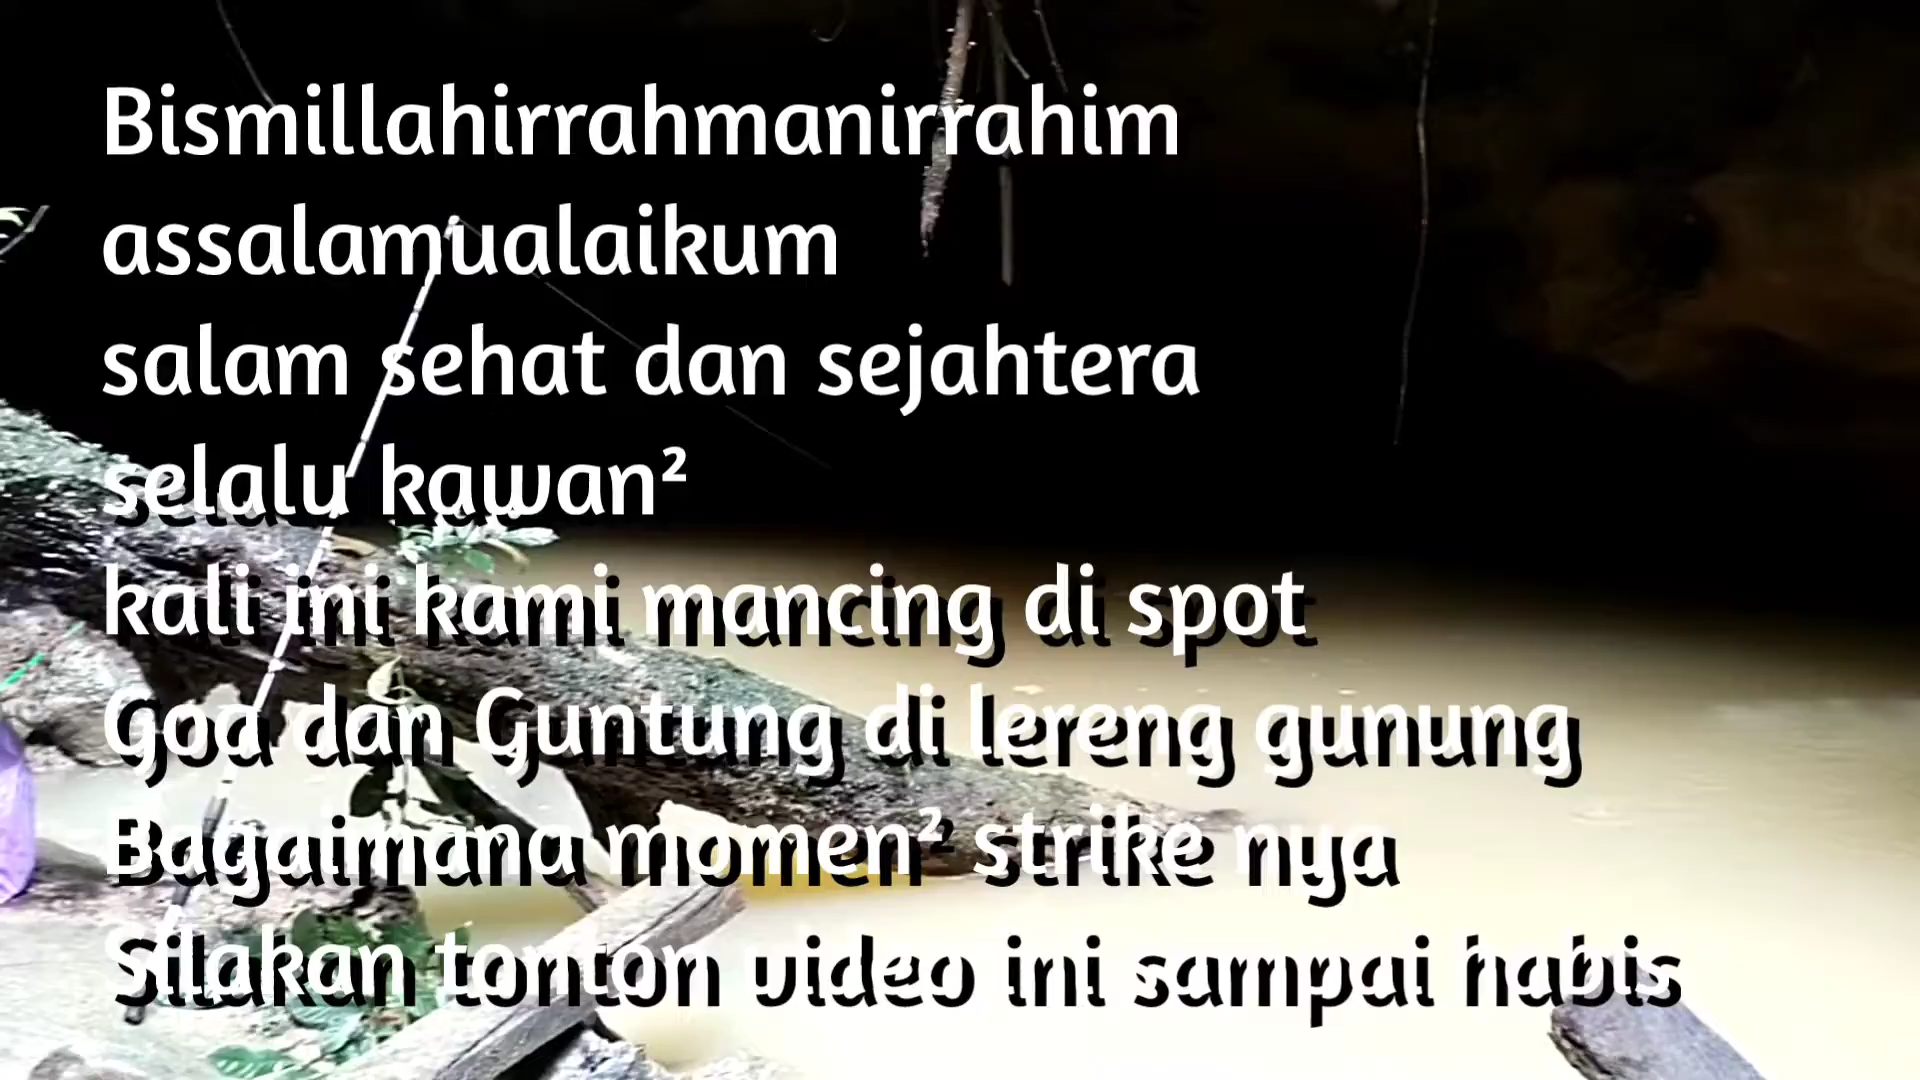 Bismillahirrahmanirrahim
assalamualaikum
salam sehat dan sejahtera
selalu kawan²
kali ini kami mancing di spot
Goa dan Guntung di lereng gunung
Bagaimana momen² strike nya
Silakan tonton video ini sampai habis